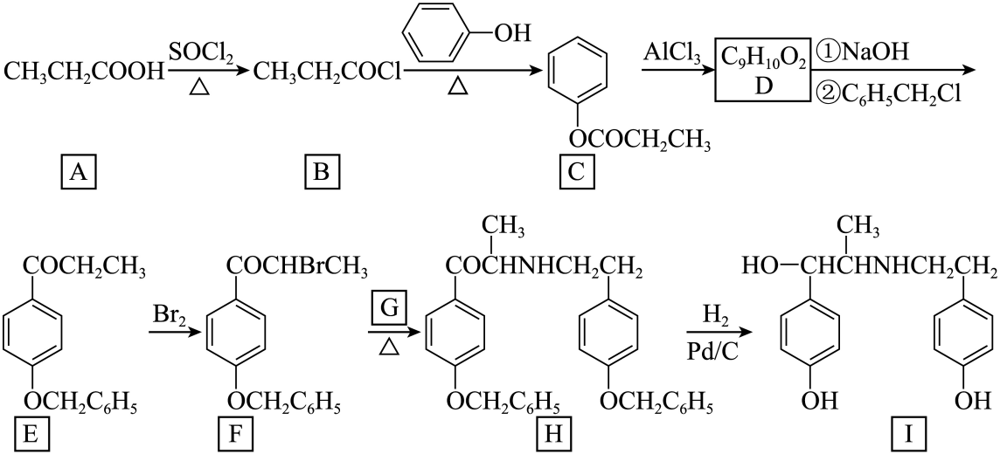 CH₃CH₂COOH SOCl₂ △ CH₃CH₂COCl OH △ OCOCH₂CH₃ AlCl₃ C₉H₁₀O₂ D ①NaOH ②C₆H₅CH₂Cl
A B C
COCH₂CH₃ OCH₂C₆H₅ Br₂ COCHBrCH₃ OCH₂C₆H₅ G △ CH₃ COCHNHCH₂CH₂ OCH₂C₆H₅ OCH₂C₆H₅ H₂ Pd/C CH₃ HO CHCHNHCH₂CH₂ OH OH
E F H I